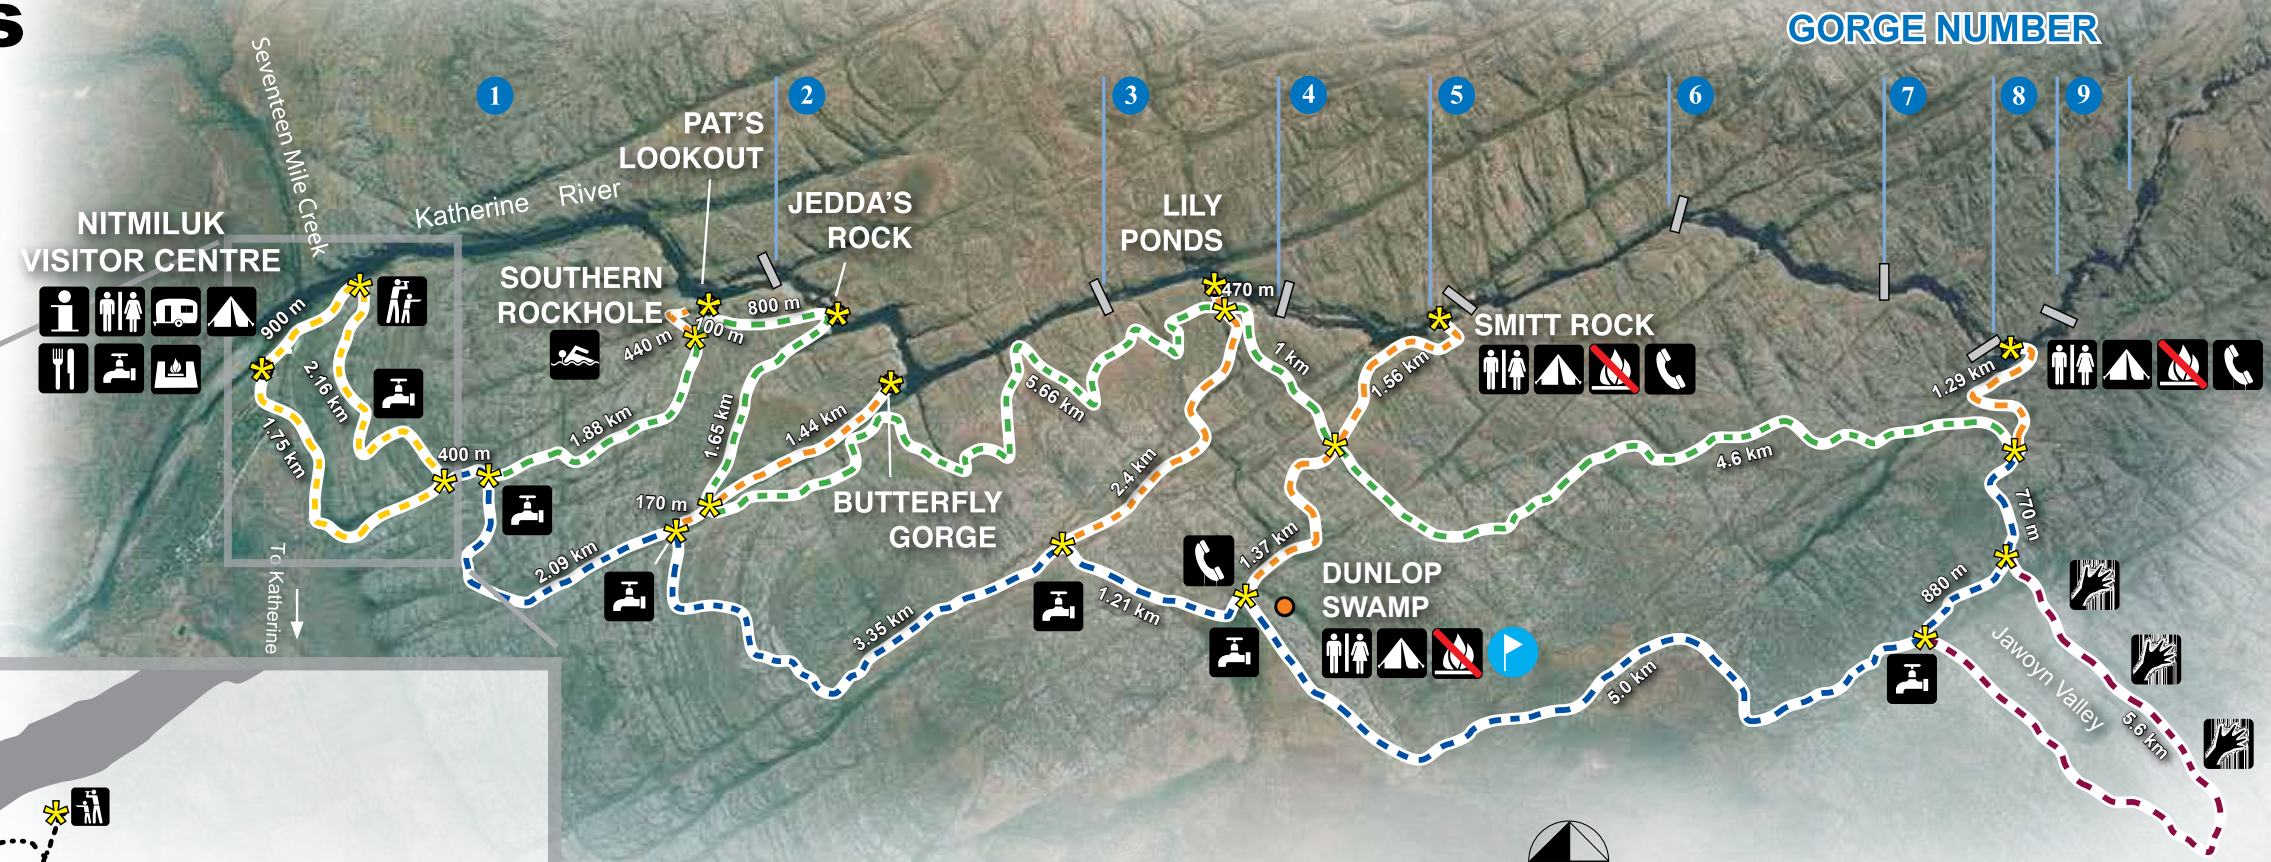 s
GORGE NUMBER
1
2
3
4
5
6
7
8
9
Seventeen Mile Creek
Katherine River
PAT'S
LOOKOUT
JEDDA'S
ROCK
LILY
PONDS
NITMILUK
VISITOR CENTRE
SOUTHERN
ROCKHOLE
SMITT ROCK
BUTTERFLY
GORGE
DUNLOP
SWAMP
Jawoyn Valley
To Katherine
900 m
2.16 km
1.75 km
400 m
1.88 km
440 m
100 m
800 m
1.65 km
1.44 km
170 m
2.09 km
3.35 km
5.66 km
470 m
2.4 km
1 km
1.56 km
1.21 km
1.37 km
4.6 km
5.0 km
1.29 km
770 m
880 m
5.6 km